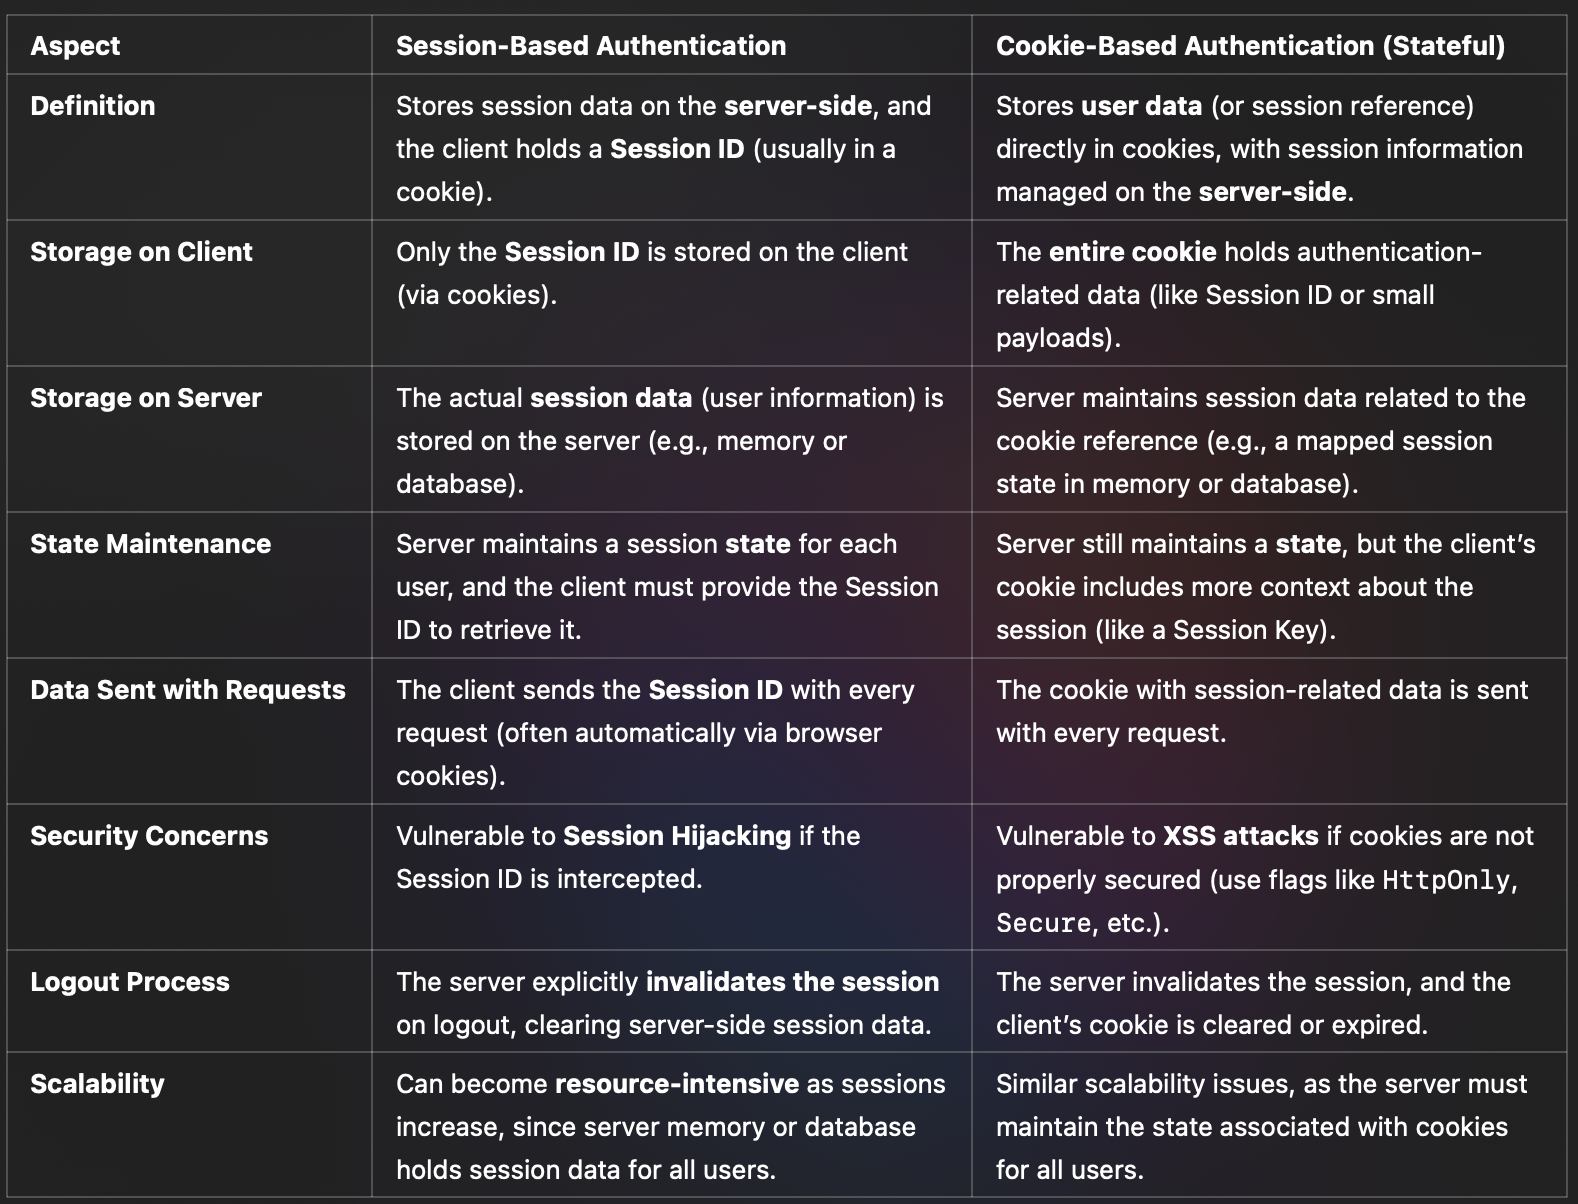 Aspect
Session-Based Authentication
Cookie-Based Authentication (Stateful)
Definition
Stores session data on the server-side, and
the client holds a Session ID (usually in a
cookie).
Stores user data (or session reference)
directly in cookies, with session information
managed on the server-side.
Storage on Client
Only the Session ID is stored on the client
(via cookies).
The entire cookie holds authentication-
related data (like Session ID or small
payloads).
Storage on Server
The actual session data (user information) is
stored on the server (e.g., memory or
database).
Server maintains session data related to the
cookie reference (e.g., a mapped session
state in memory or database).
State Maintenance
Server maintains a session state for each
user, and the client must provide the Session
ID to retrieve it.
Server still maintains a state, but the client’s
cookie includes more context about the
session (like a Session Key).
Data Sent with Requests
The client sends the Session ID with every
request (often automatically via browser
cookies).
The cookie with session-related data is sent
with every request.
Security Concerns
Vulnerable to Session Hijacking if the
Session ID is intercepted.
Vulnerable to XSS attacks if cookies are not
properly secured (use flags like HttpOnly,
Secure, etc.).
Logout Process
The server explicitly invalidates the session
on logout, clearing server-side session data.
The server invalidates the session, and the
client’s cookie is cleared or expired.
Scalability
Can become resource-intensive as sessions
increase, since server memory or database
holds session data for all users.
Similar scalability issues, as the server must
maintain the state associated with cookies
for all users.